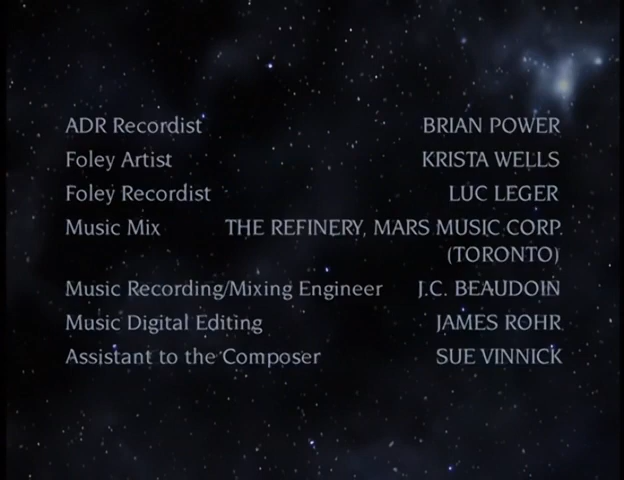 ADR Recordist BRIAN POWER
Foley Artist KRISTA WELLS
Foley Recordist LUC LEGER
Music Mix THE REFINERY, MARS MUSIC CORP.
(TORONTO)
Music Recording/Mixing Engineer J.C. BEAUDOIN
Music Digital Editing JAMES ROHR
Assistant to the Composer SUE VINNICK